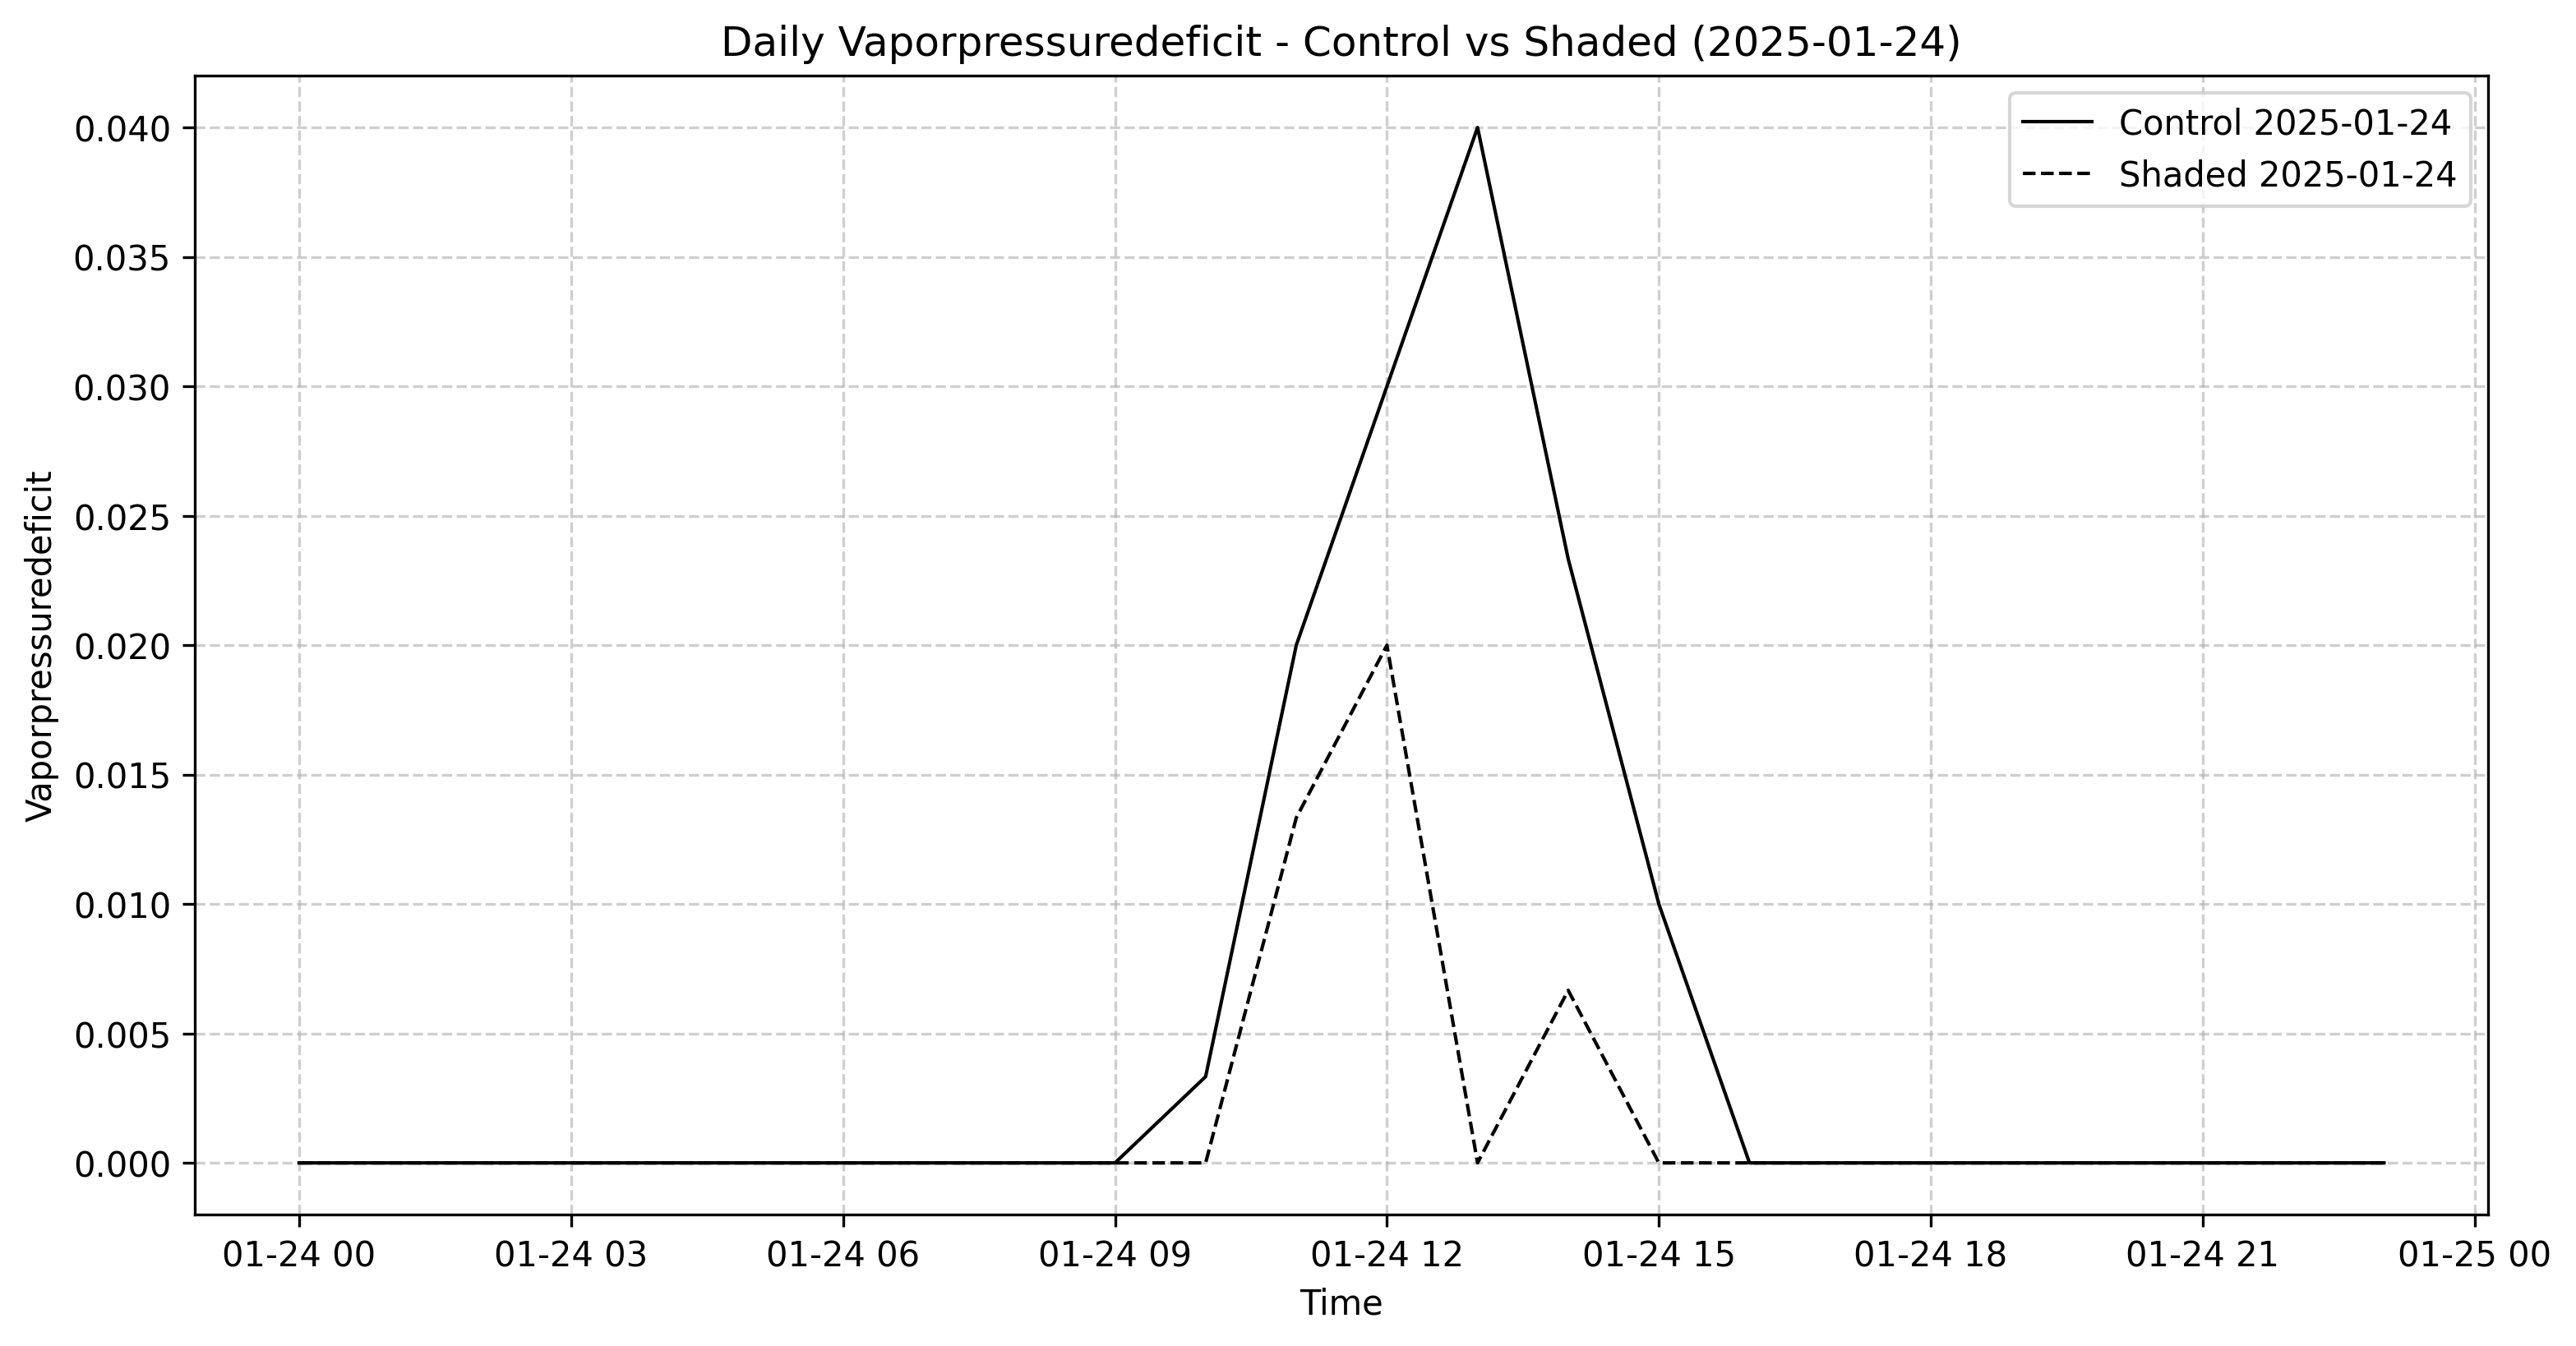 Daily Vaporpressuredeficit - Control vs Shaded (2025-01-24)
Control 2025-01-24
Shaded 2025-01-24
Vaporpressuredeficit
0.040
0.035
0.030
0.025
0.020
0.015
0.010
0.005
0.000
01-24 00 01-24 03 01-24 06 01-24 09 01-24 12 01-24 15 01-24 18 01-24 21 01-25 00
Time